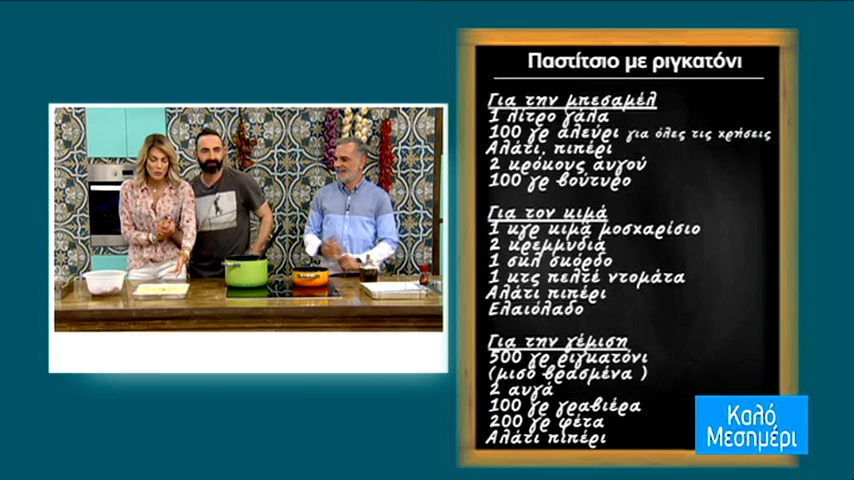 Παστίτσιο με ριγκατόνι
Για την μπεσαμέλ
1 λίτρο γάλα
100 γρ αλεύρι για όλες τις χρήσεις
Αλάτι, πιπέρι
2 κρόκους αυγού
100 γρ βούτυρο
Για τον κιμά
1 κγρ κιμά μοσχαρίσιο
2 κρεμμύδια
1 σκλ σκόρδο
1 κτς πελτέ ντομάτα
Αλάτι πιπέρι
Ελαιόλαδο
Για την γέμιση
500 γρ ριγκατόνι
(μισο βρασμένα )
2 αυγά
100 γρ γραβιέρα
200 γρ φέτα
Αλάτι πιπέρι
Καλό
Μεσημέρι